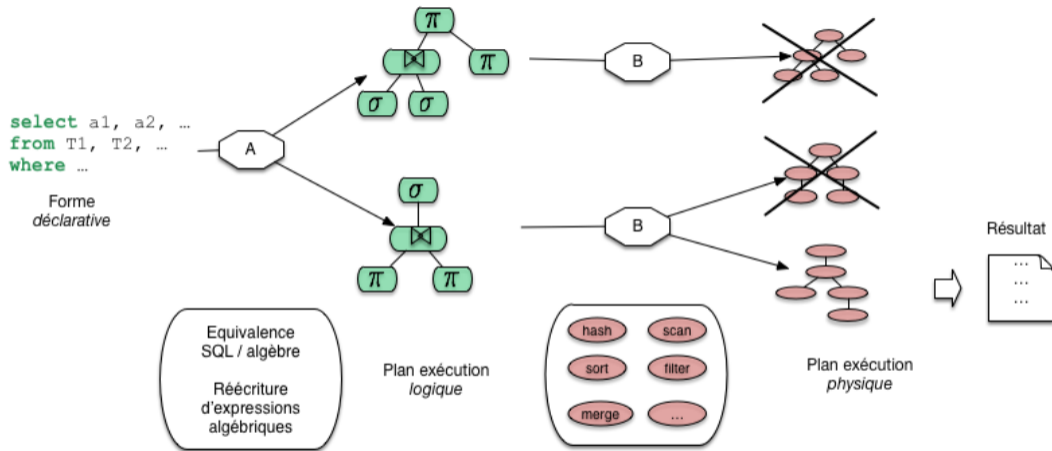 select a1, a2, …
from T1, T2, …
where …
Forme
déclarative
A
π
⋈
π
σ
σ
B
σ
⋈
π
π
B
Résultat
...
...
...
Equivalence
SQL / algèbre
Réécriture
d'expressions
algébriques
Plan exécution
logique
hash
scan
sort
filter
merge
...
Plan exécution
physique